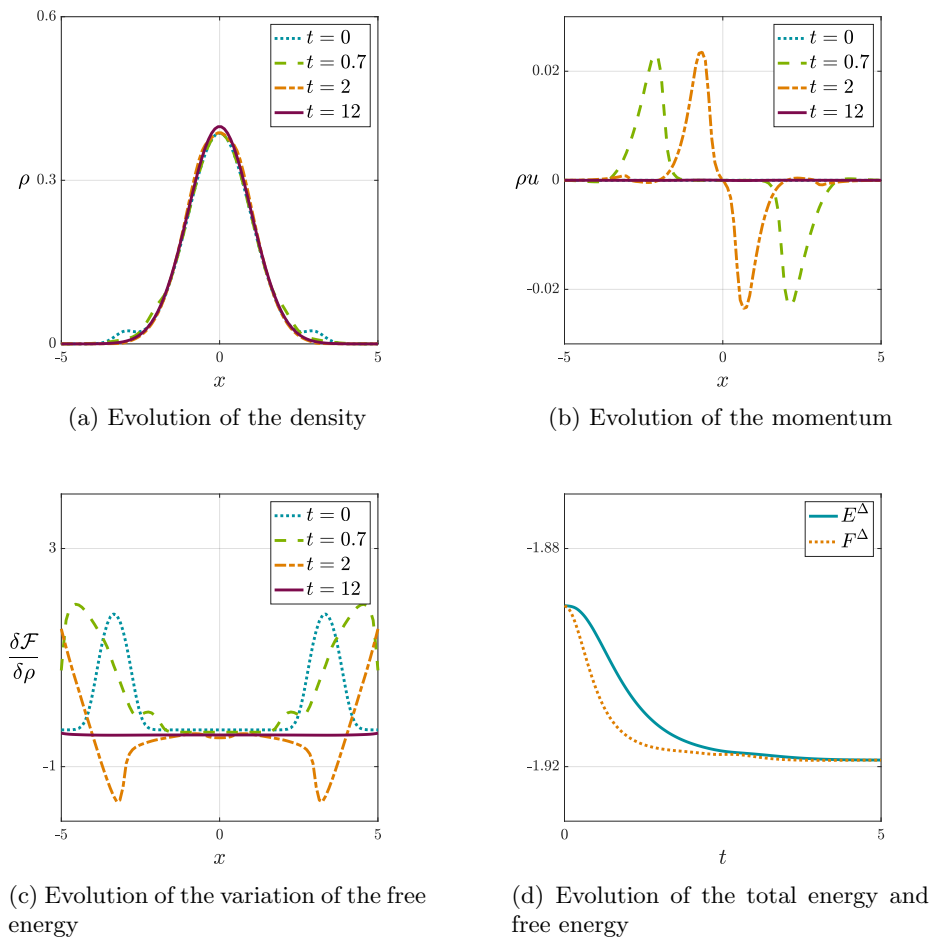 0.6
0.3
0
ρ
-5
0
5
x
t = 0
t = 0.7
t = 2
t = 12
(a) Evolution of the density
0.02
0
-0.02
ρu
-5
0
5
x
t = 0
t = 0.7
t = 2
t = 12
(b) Evolution of the momentum
3
-1
δℱ
δρ
-5
0
5
x
t = 0
t = 0.7
t = 2
t = 12
(c) Evolution of the variation of the free
energy
-1.88
-1.92
0
5
t
E^Δ
F^Δ
(d) Evolution of the total energy and
free energy